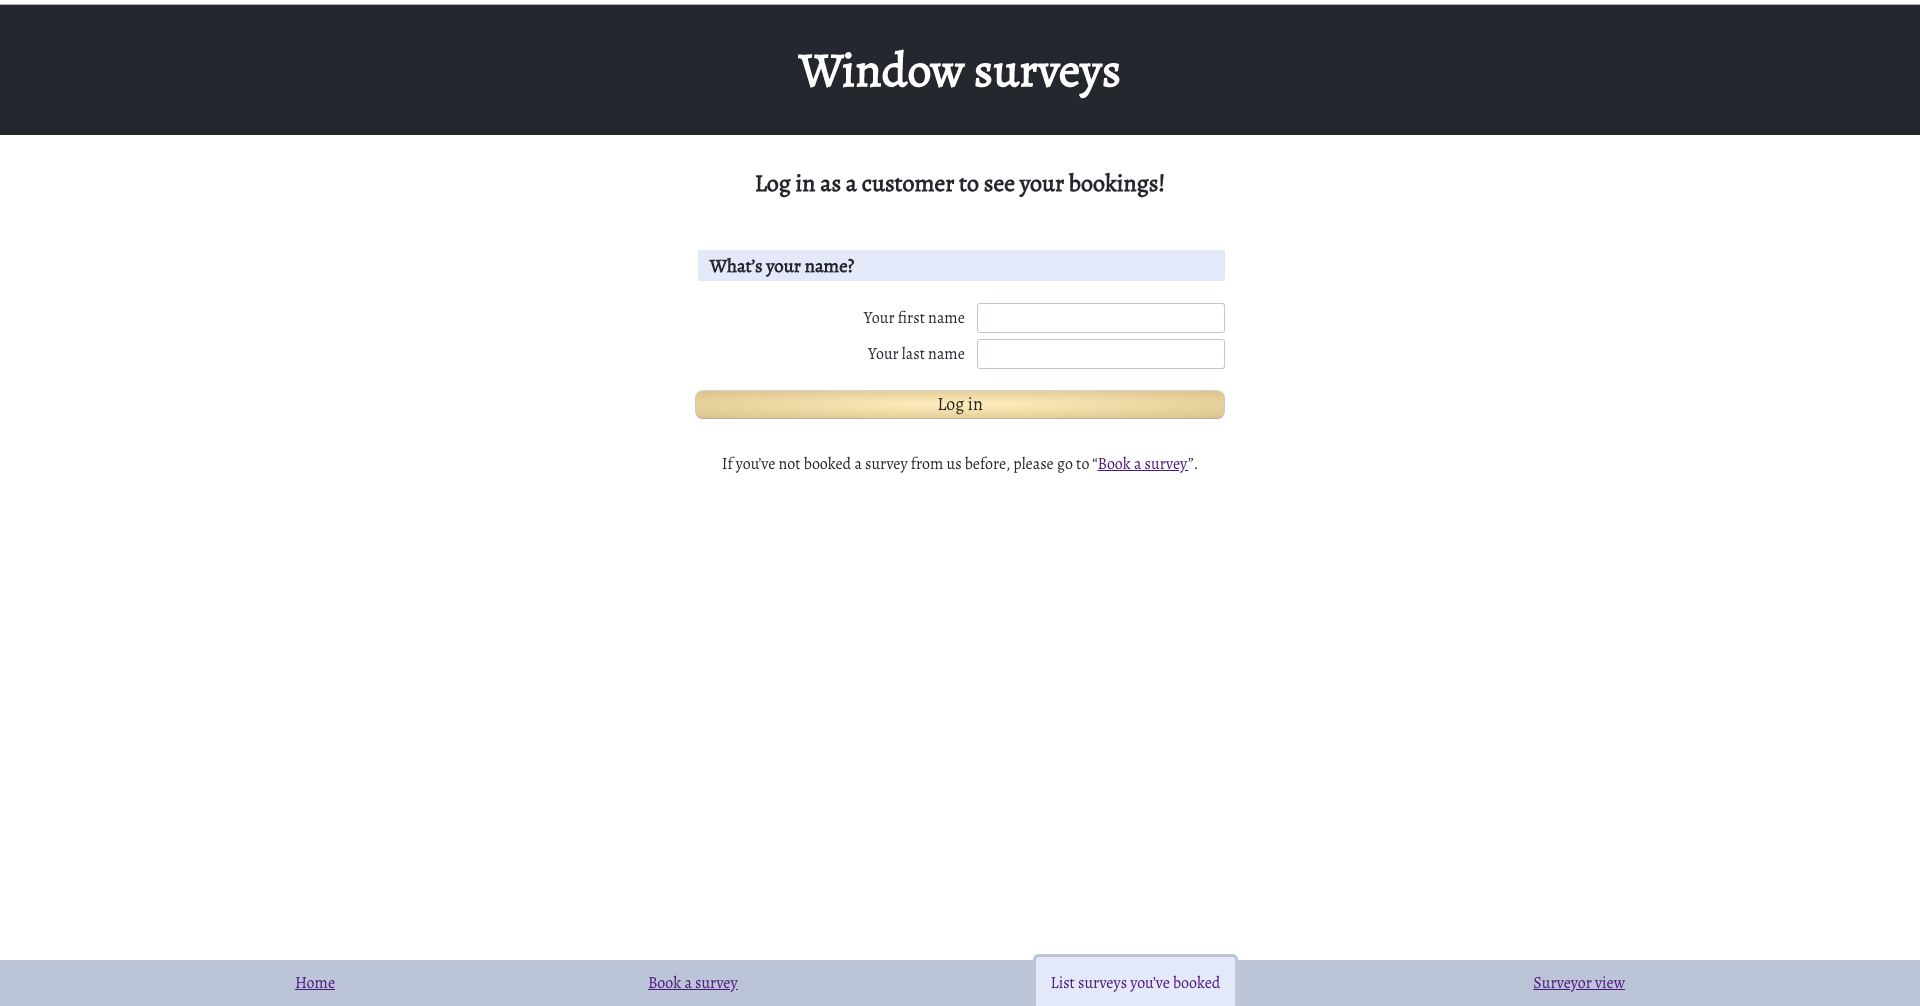 Window surveys
Log in as a customer to see your bookings!
What’s your name?
Your first name
Your last name
Log in
If you’ve not booked a survey from us before, please go to “Book a survey”.
Home
Book a survey
List surveys you’ve booked
Surveyor view